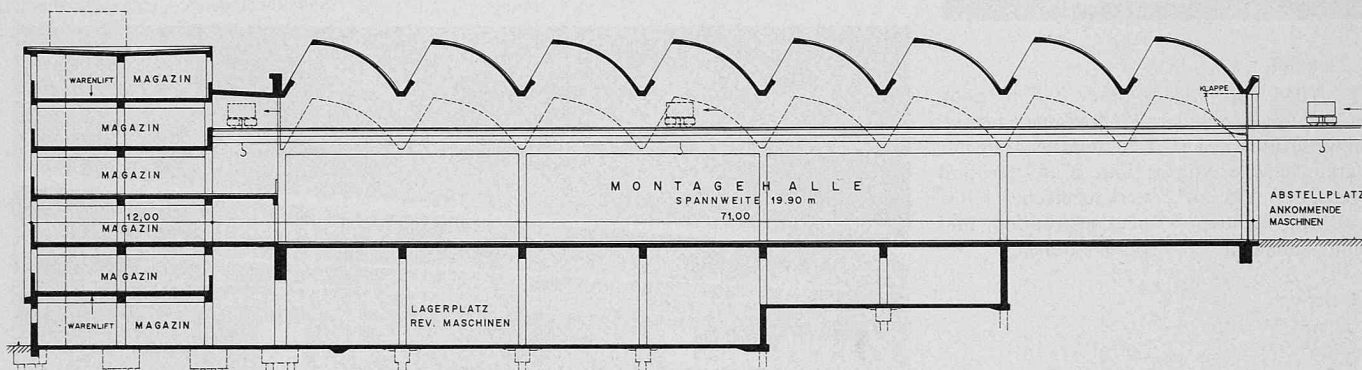 WARENLIFT
MAGAZIN
MAGAZIN
MAGAZIN
12,00
MAGAZIN
MAGAZIN
WARENLIFT
MAGAZIN
MONTAGEHALLE
SPANNWEITE 19.90 m
71,00
LAGERPLATZ
REV. MASCHINEN
KLAPPE
ABSTELLPLATZ
ANKOMMENDE
MASCHINEN